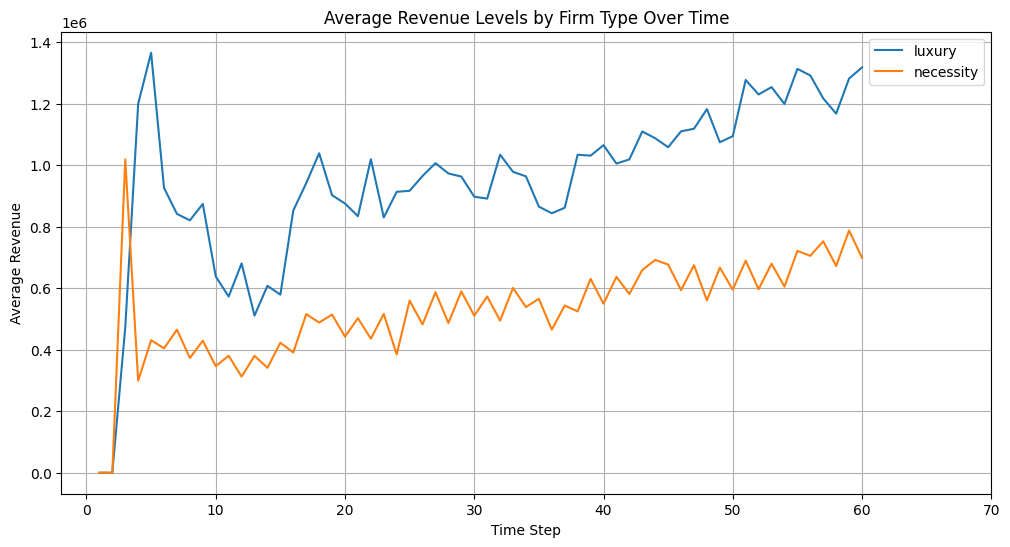 Average Revenue Levels by Firm Type Over Time
1e6
1.4
1.2
1.0
0.8
0.6
0.4
0.2
0.0
Average Revenue
luxury
necessity
0 10 20 30 40 50 60 70
Time Step